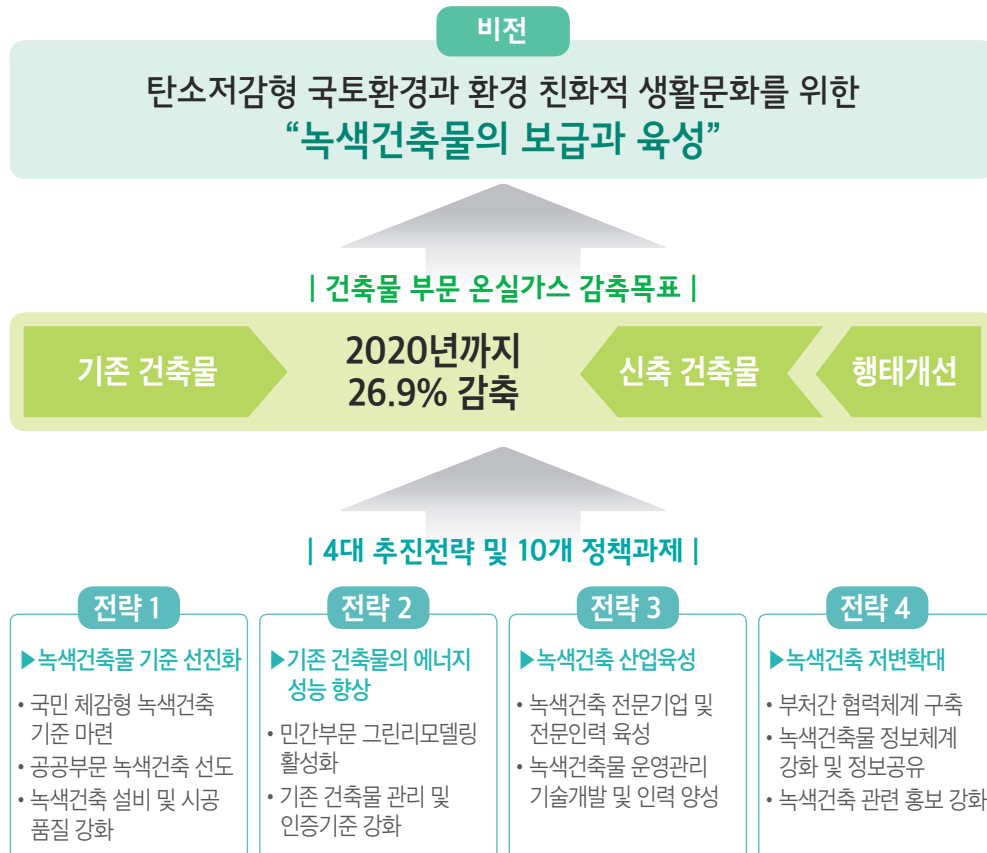 비전
탄소저감형 국토환경과 환경 친화적 생활문화를 위한
“녹색건축물의 보급과 육성”
| 건축물 부문 온실가스 감축목표 |
기존 건축물
2020년까지
26.9% 감축
신축 건축물
행태개선
| 4대 추진전략 및 10개 정책과제 |
전략 1
▶녹색건축물 기준 선진화
• 국민 체감형 녹색건축
기준 마련
• 공공부문 녹색건축 선도
• 녹색건축 설비 및 시공
품질 강화
전략 2
▶기존 건축물의 에너지
성능 향상
• 민간부문 그린리모델링
활성화
• 기존 건축물 관리 및
인증기준 강화
전략 3
▶녹색건축 산업육성
• 녹색건축 전문기업 및
전문인력 육성
• 녹색건축물 운영관리
기술개발 및 인력 양성
전략 4
▶녹색건축 저변확대
• 부처간 협력체계 구축
• 녹색건축물 정보체계
강화 및 정보공유
• 녹색건축 관련 홍보 강화